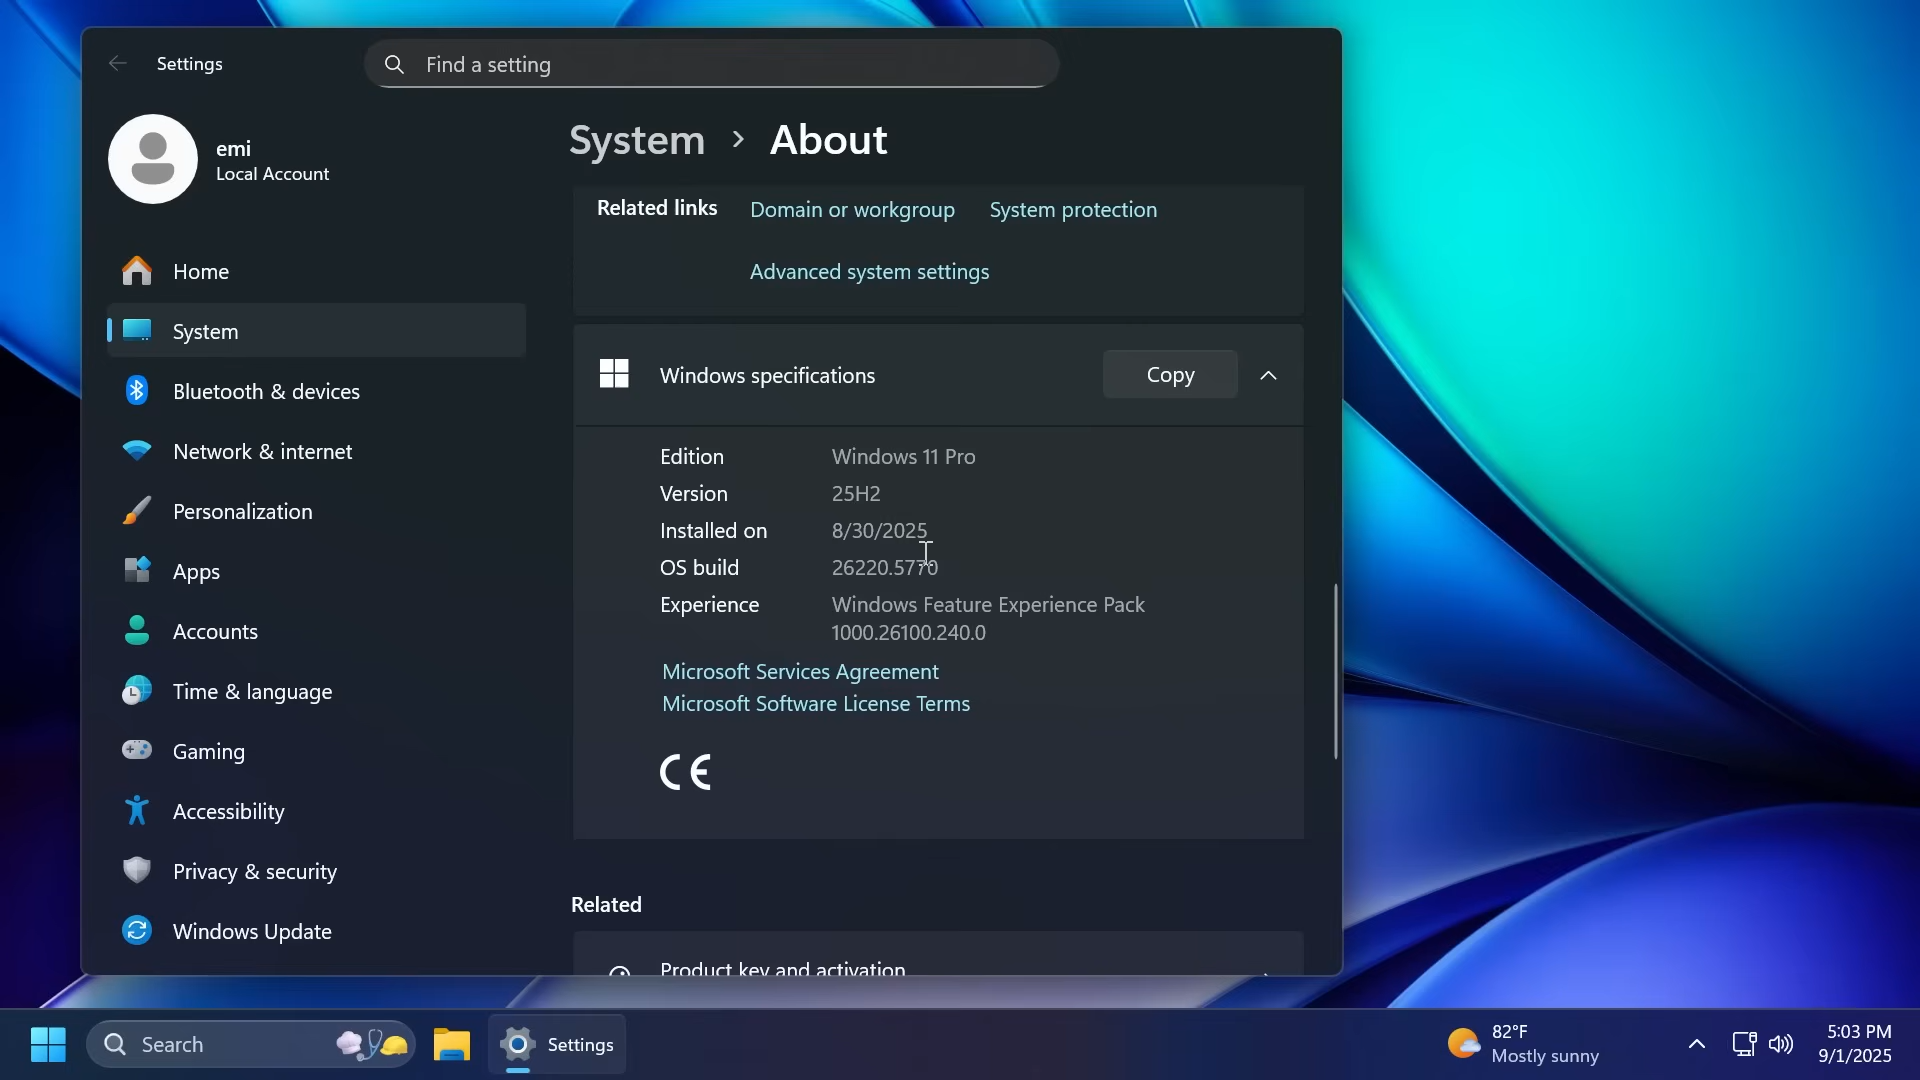 Settings
Find a setting
emi
Local Account
System > About
Home
System
Bluetooth & devices
Network & internet
Personalization
Apps
Accounts
Time & language
Gaming
Accessibility
Privacy & security
Windows Update
Related links Domain or workgroup System protection
Advanced system settings
Windows specifications Copy
Edition Windows 11 Pro
Version 25H2
Installed on 8/30/2025
OS build 26220.5770
Experience Windows Feature Experience Pack
1000.26100.240.0
Microsoft Services Agreement
Microsoft Software License Terms
CE
Related
Product key and activation
Search
Settings
82°F
Mostly sunny
5:03 PM
9/1/2025